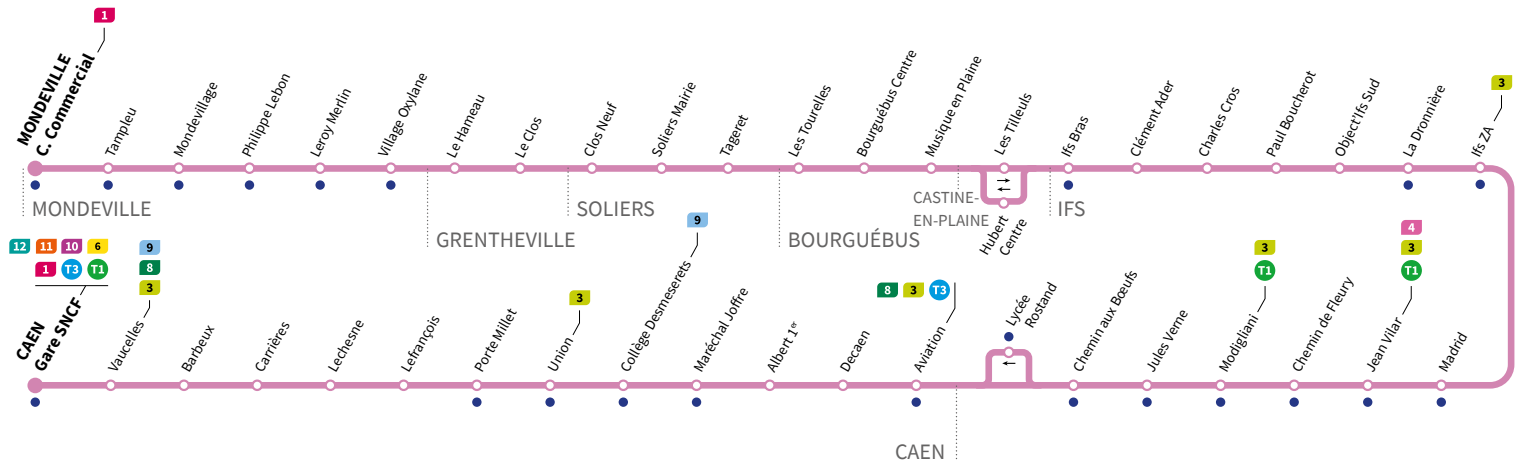 1
MONDEVILLE
C. Commercial
Tampleu
Mondevillage
Philippe Lebon
Leroy Merlin
Village Oxylane
Le Hameau
Le Clos
Clos Neuf
Soliers Mairie
Tageret
Les Tourelles
Bourguébus Centre
Musique en Plaine
Les Tilleuls
Hubert
Centre
Ifs Bras
Clément Ader
Charles Cros
Paul Boucherot
Object'Ifs Sud
La Dronnière
3
Ifs ZA
MONDEVILLE
GRENTHEVILLE
SOLIERS
BOURGUÉBUS
CASTINE-
EN-PLAINE
IFS
12 11 10 6
1 T3 T1
CAEN
Gare SNCF
9
8
3
Vaucelles
Barbeux
Carrières
Lechesne
Lefrançois
Porte Millet
3
Union
9
Collège Desmeserets
Maréchal Joffre
Albert 1er
Decaen
8 3 T3
Aviation
Lycée
Rostand
Chemin aux Bœufs
Jules Verne
3
T1
Modigliani
Chemin de Fleury
4
3
T1
Jean Vilar
Madrid
CAEN